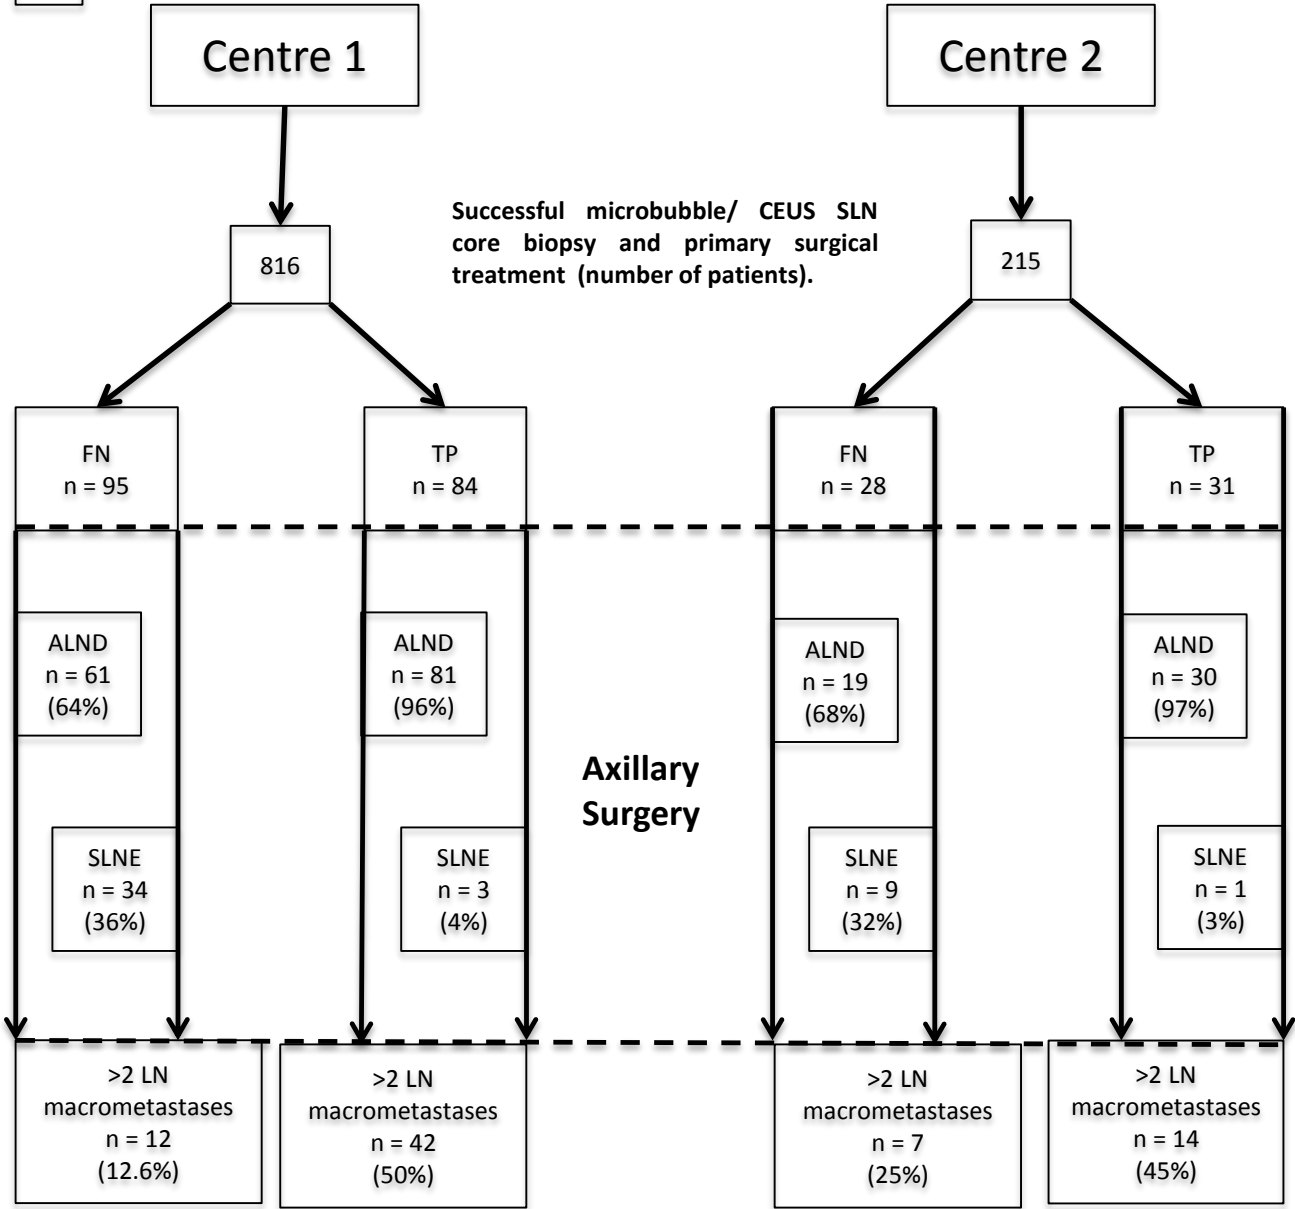 Centre 1
Centre 2
Successful microbubble/ CEUS SLN
core biopsy and primary surgical
treatment (number of patients).
816
215
FN
n = 95
TP
n = 84
FN
n = 28
TP
n = 31
ALND
n = 61
(64%)
ALND
n = 81
(96%)
ALND
n = 19
(68%)
ALND
n = 30
(97%)
Axillary
Surgery
SLNE
n = 34
(36%)
SLNE
n = 3
(4%)
SLNE
n = 9
(32%)
SLNE
n = 1
(3%)
>2 LN
macrometastases
n = 12
(12.6%)
>2 LN
macrometastases
n = 42
(50%)
>2 LN
macrometastases
n = 7
(25%)
>2 LN
macrometastases
n = 14
(45%)